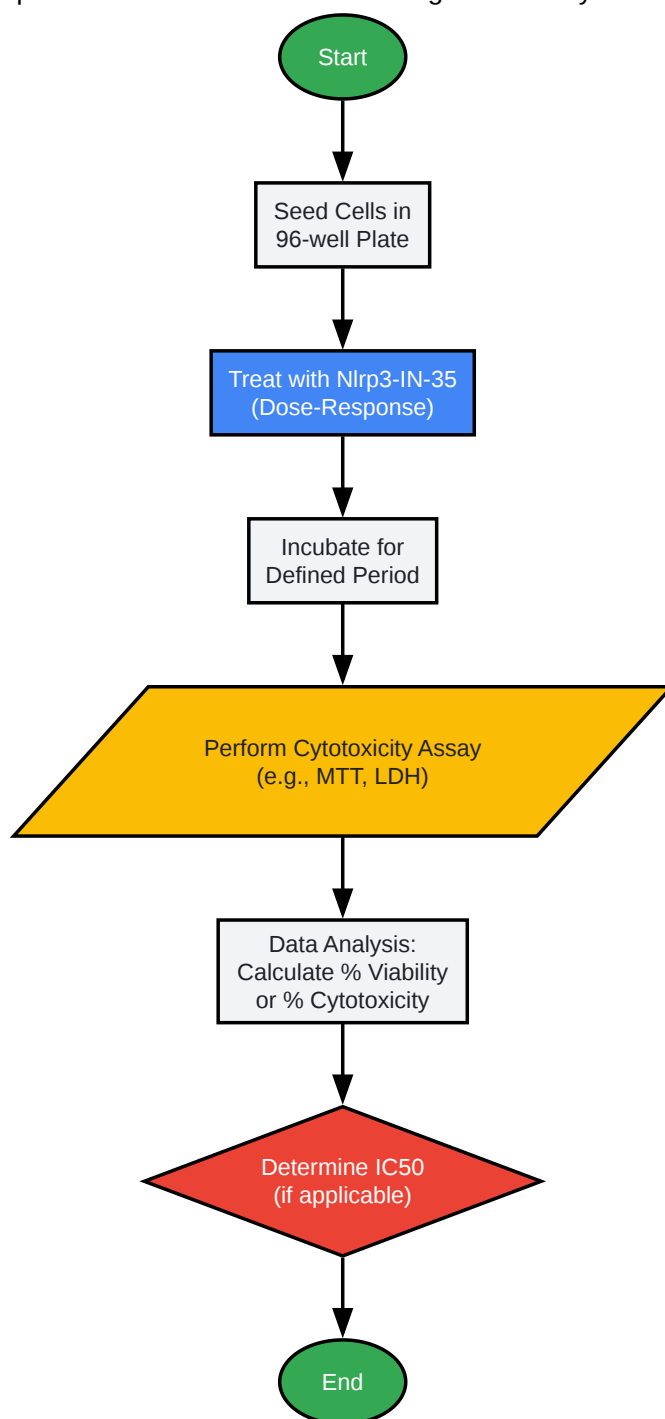 Start
Seed Cells in
96-well Plate
Treat with Nlrp3-IN-35
(Dose-Response)
Incubate for
Defined Period
Perform Cytotoxicity Assay
(e.g., MTT, LDH)
Data Analysis:
Calculate % Viability
or % Cytotoxicity
Determine IC50
(if applicable)
End